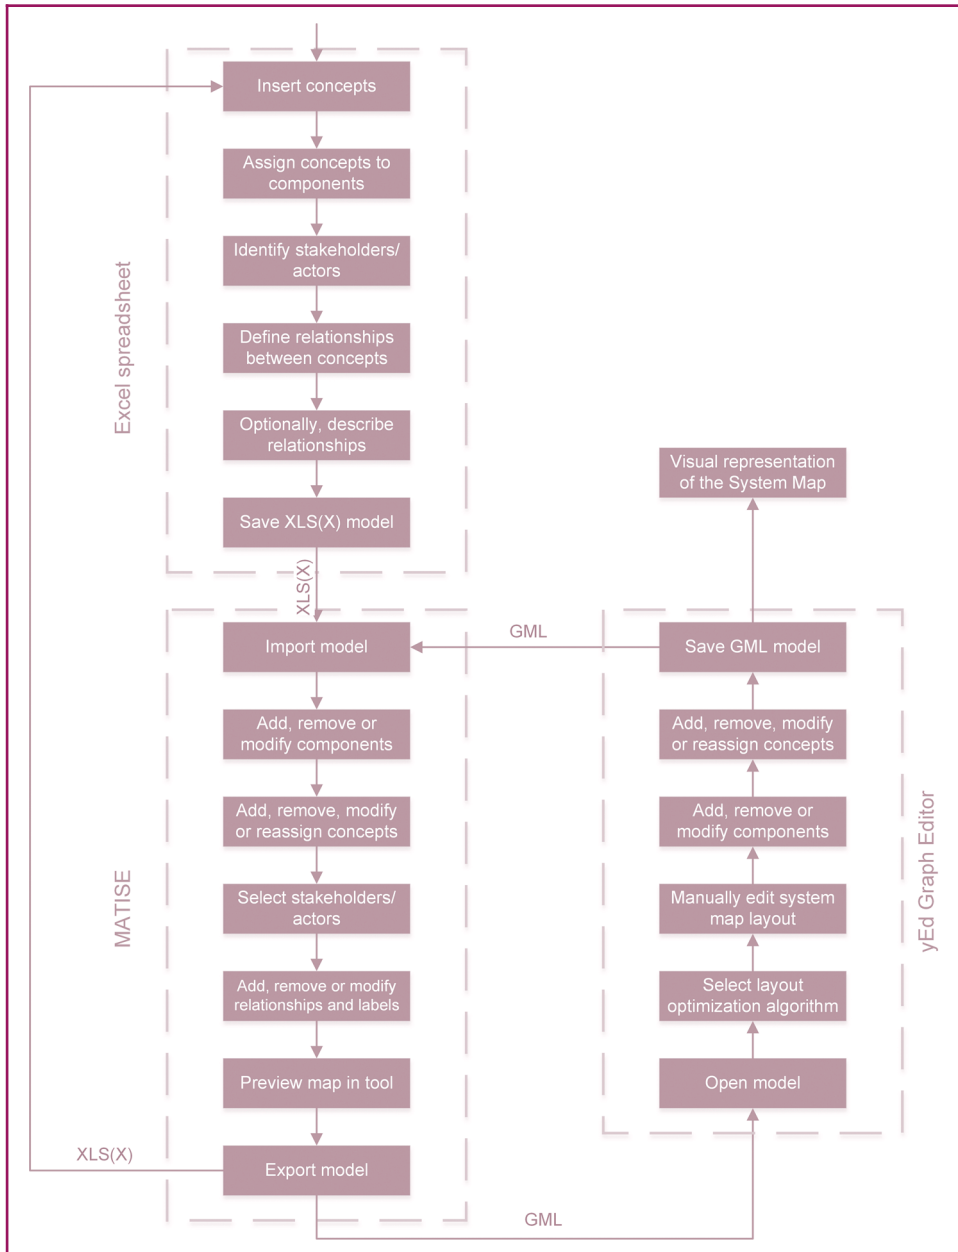 Insert concepts
Assign concepts to
components
Identify stakeholders/
actors
Define relationships
between concepts
Optionally, describe
relationships
Save XLS(X) model
Excel spreadsheet
XLS(X)
Import model
Add, remove or
modify components
Add, remove, modify
or reassign concepts
Select stakeholders/
actors
Add, remove or modify
relationships and labels
Preview map in tool
Export model
MATISE
XLS(X)
GML
GML
Visual representation
of the System Map
Save GML model
Add, remove, modify
or reassign concepts
Add, remove or
modify components
Manually edit system
map layout
Select layout
optimization algorithm
Open model
yEd Graph Editor